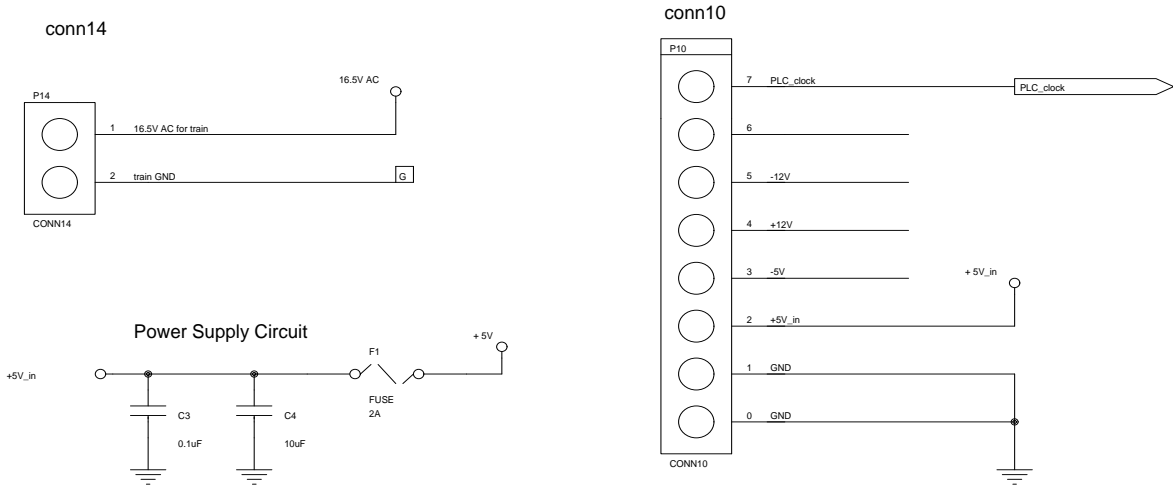 conn14
P14
16.5V AC
1 16.5V AC for train
2 train GND
G
CONN14
Power Supply Circuit
+5V_in
C3
0.1uF
C4
10uF
F1
FUSE
2A
+ 5V
conn10
P10
7 PLC_clock
PLC_clock
6
5 -12V
4 +12V
3 -5V
+ 5V_in
2 +5V_in
1 GND
0 GND
CONN10